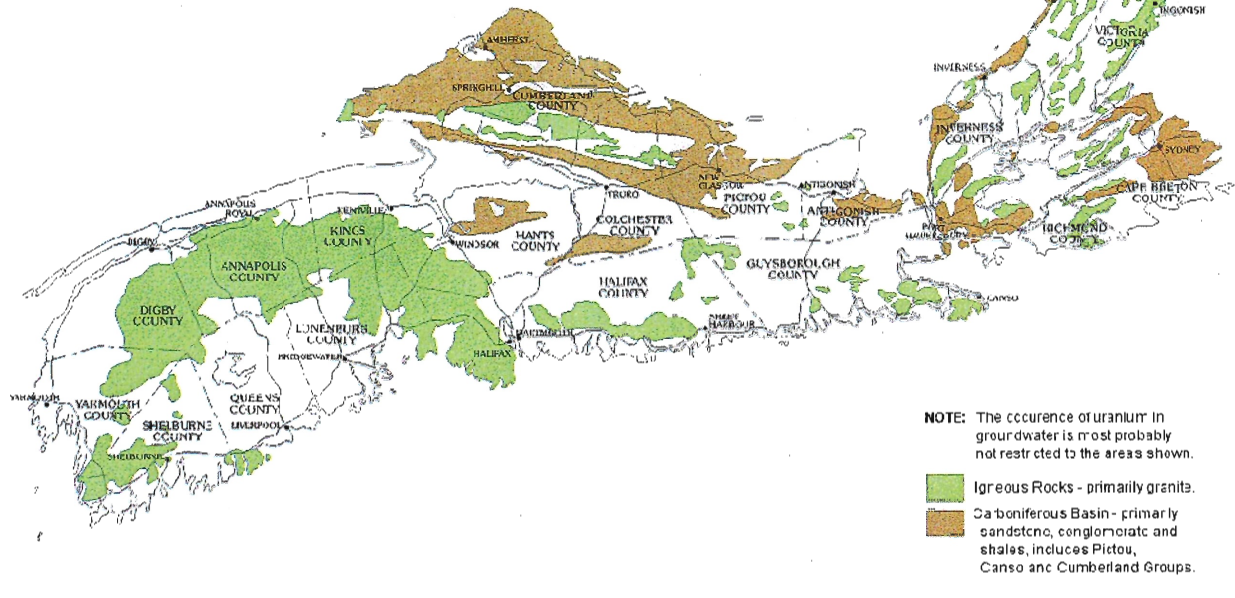 INGONISH
VICTORIA
COUNTY
AMHERST
INVERNESS
SPRINGHILL
CUMBERLAND
COUNTY
INVERNESS
COUNTY
SYDNEY
NEW
GLASGOW
ANTIGONISH
CAPE BRETON
COUNTY
TRURO
PICTOU
COUNTY
ANNAPOLIS
ROYAL
KENTVILLE
ANTIGONISH
COUNTY
COLCHESTER
COUNTY
KINGS
COUNTY
HANTS
COUNTY
PORT
HAWKESBURY
RICHMOND
COUNTY
DIGBY
WINDSOR
ANNAPOLIS
COUNTY
GUYSBOROUGH
COUNTY
HALIFAX
COUNTY
CANSO
DIGBY
COUNTY
SHEET
HARBOUR
LUNENBURG
COUNTY
DARTMOUTH
BRIDGEWATER
HALIFAX
YARMOUTH
YARMOUTH
COUNTY
QUEENS
COUNTY
SHELBURNE
COUNTY
LIVERPOOL
SHELBURNE
NOTE: The occurence of uranium in
groundwater is most probably
not restricted to the areas shown.
Igneous Rocks - primarily granite.
Carboniferous Basin - primarily
sandstone, conglomerate and
shales, includes Pictou,
Canso and Cumberland Groups.